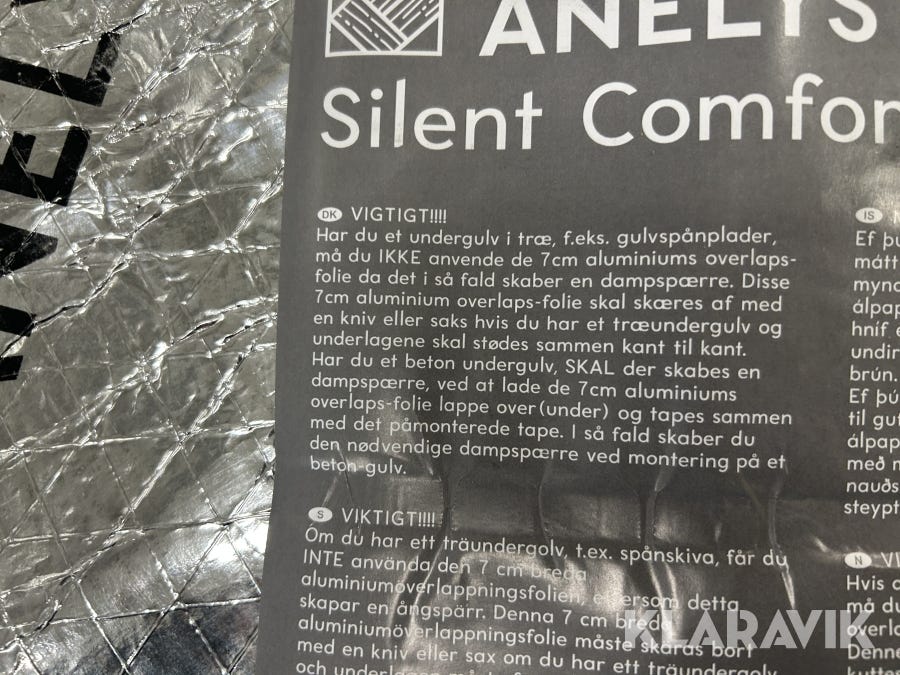 ANELYS
Silent Comfor
DK VIGTIGT!!!!
Har du et undergulv i træ, f.eks. gulvspånplader,
må du IKKE anvende de 7cm aluminiums overlaps-
folie da det i så fald skaber en dampspærre. Disse
7cm aluminium overlaps-folie skal skæres af med
en kniv eller saks hvis du har et træundergulv og
underlagene skal stødes sammen kant til kant.
Har du et beton undergulv, SKAL der skabes en
dampspærre, ved at lade de 7cm aluminiums
overlaps-folie lappe over(under) og tapes sammen
med det påmonterede tape. I så fald skaber du
den nødvendige dampspærre ved montering på et
beton-gulv.
S VIKTIGT!!!!
Om du har ett träundergolv, t.ex. spånskiva, får du
INTE använda den 7 cm breda
aluminiumöverlappningsfolien, eftersom detta
skapar en ångspärr. Denna 7 cm breda
aluminiumöverlappningsfolie måste skäras bort
med en kniv eller sax om du har ett träundergolv
IS
Ef þú
mátt
mynd
álpap
hníf e
undir
brún.
Ef þú
til gut
álpap
með m
nauðs
steypt
N VI
Hvis d
må du
overl
Denne
KLARAVIK